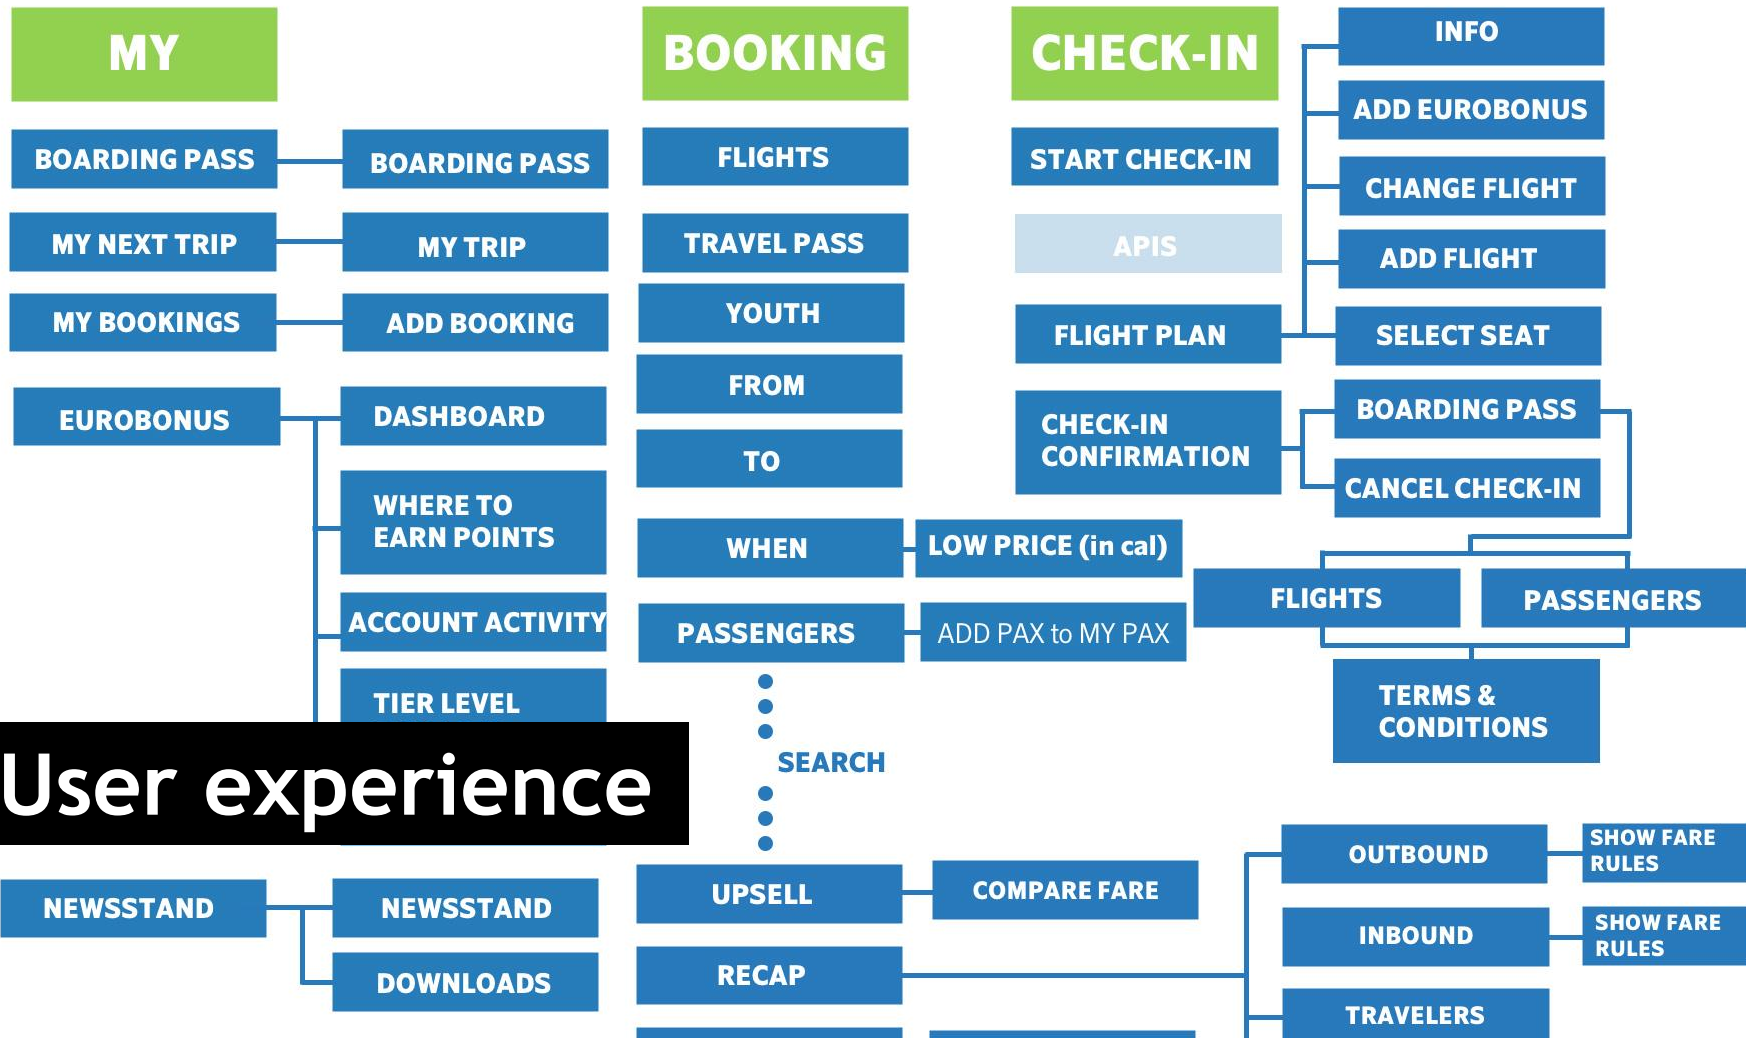 MY
BOARDING PASS
BOARDING PASS
MY NEXT TRIP
MY TRIP
MY BOOKINGS
ADD BOOKING
EUROBONUS
DASHBOARD
WHERE TO
EARN POINTS
ACCOUNT ACTIVITY
TIER LEVEL
User experience
NEWSSTAND
NEWSSTAND
DOWNLOADS
BOOKING
FLIGHTS
TRAVEL PASS
YOUTH
FROM
TO
WHEN
LOW PRICE (in cal)
PASSENGERS
ADD PAX to MY PAX
SEARCH
UPSELL
COMPARE FARE
RECAP
OUTBOUND
SHOW FARE
RULES
INBOUND
SHOW FARE
RULES
TRAVELERS
CHECK-IN
START CHECK-IN
APIS
FLIGHT PLAN
INFO
ADD EUROBONUS
CHANGE FLIGHT
ADD FLIGHT
SELECT SEAT
CHECK-IN
CONFIRMATION
BOARDING PASS
CANCEL CHECK-IN
FLIGHTS
PASSENGERS
TERMS &
CONDITIONS